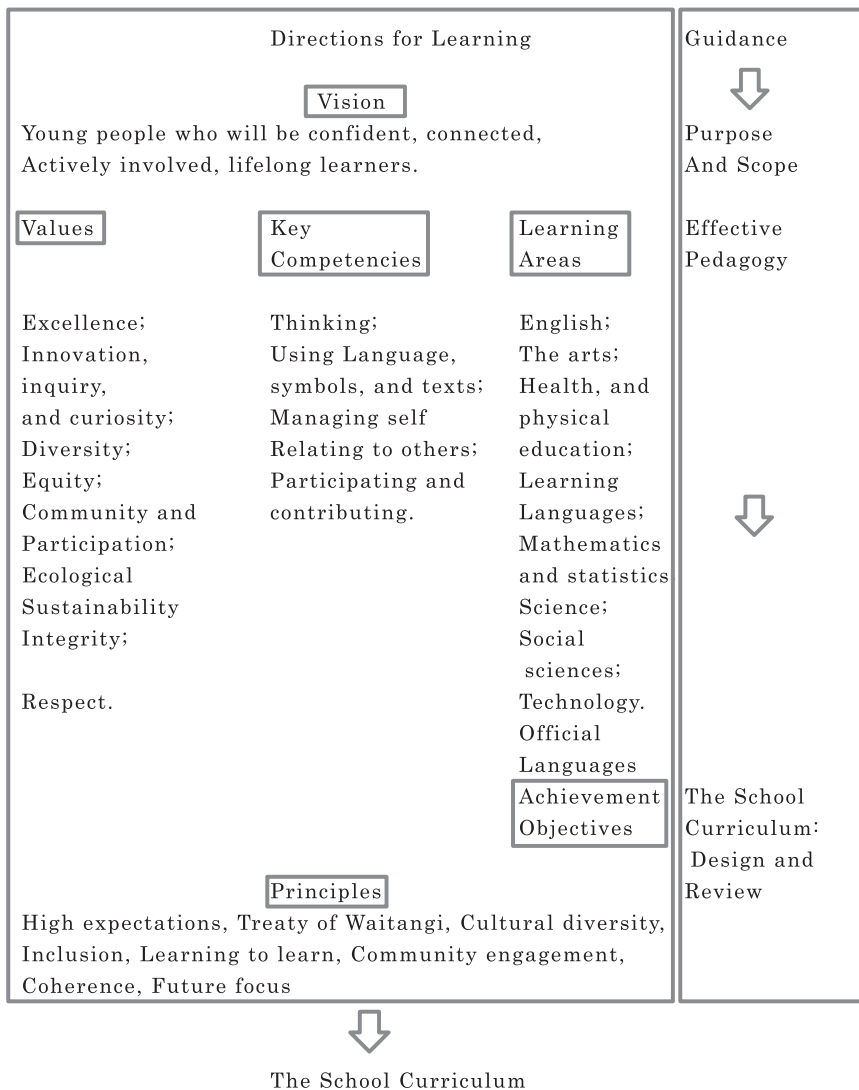 Directions for Learning
Vision
Young people who will be confident, connected,
Actively involved, lifelong learners.
Values
Excellence;
Innovation,
inquiry,
and curiosity;
Diversity;
Equity;
Community and
Participation;
Ecological
Sustainability
Integrity;
Respect.
Key
Competencies
Thinking;
Using Language,
symbols, and texts;
Managing self
Relating to others;
Participating and
contributing.
Learning
Areas
English;
The arts;
Health, and
physical
education;
Learning
Languages;
Mathematics
and statistics
Science;
Social
sciences;
Technology.
Official
Languages
Achievement
Objectives
Principles
High expectations, Treaty of Waitangi, Cultural diversity,
Inclusion, Learning to learn, Community engagement,
Coherence, Future focus
Guidance
Purpose
And Scope
Effective
Pedagogy
The School
Curriculum:
Design and
Review
The School Curriculum